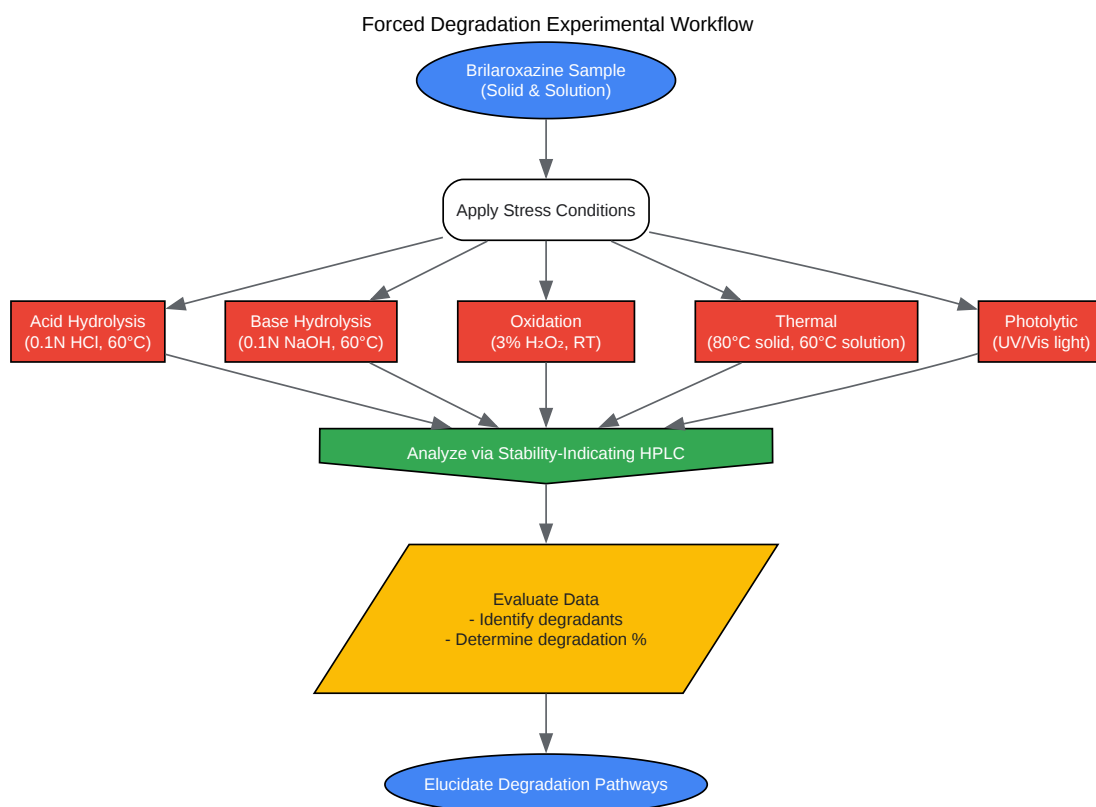 Forced Degradation Experimental Workflow
Brilaroxazine Sample
(Solid & Solution)
Apply Stress Conditions
Acid Hydrolysis
(0.1N HCl, 60°C)
Base Hydrolysis
(0.1N NaOH, 60°C)
Oxidation
(3% H₂O₂, RT)
Thermal
(80°C solid, 60°C solution)
Photolytic
(UV/Vis light)
Analyze via Stability-Indicating HPLC
Evaluate Data
- Identify degradants
- Determine degradation %
Elucidate Degradation Pathways